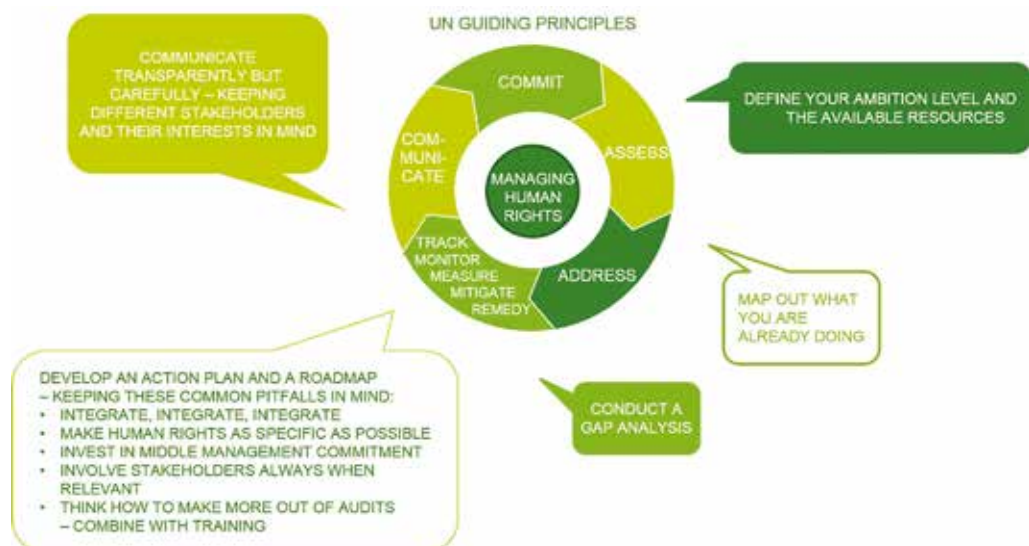 UN GUIDING PRINCIPLES
COMMUNICATE
TRANSPARENTLY BUT
CAREFULLY – KEEPING
DIFFERENT STAKEHOLDERS
AND THEIR INTERESTS IN MIND
COMMIT
DEFINE YOUR AMBITION LEVEL AND
THE AVAILABLE RESOURCES
COM-
MUNI-
CATE
ASSESS
MANAGING
HUMAN
RIGHTS
TRACK
MONITOR
MEASURE
MITIGATE
REMEDY
ADDRESS
MAP OUT WHAT
YOU ARE
ALREADY DOING
DEVELOP AN ACTION PLAN AND A ROADMAP
– KEEPING THESE COMMON PITFALLS IN MIND:
• INTEGRATE, INTEGRATE, INTEGRATE
• MAKE HUMAN RIGHTS AS SPECIFIC AS POSSIBLE
• INVEST IN MIDDLE MANAGEMENT COMMITMENT
• INVOLVE STAKEHOLDERS ALWAYS WHEN
RELEVANT
• THINK HOW TO MAKE MORE OUT OF AUDITS
– COMBINE WITH TRAINING
CONDUCT A
GAP ANALYSIS